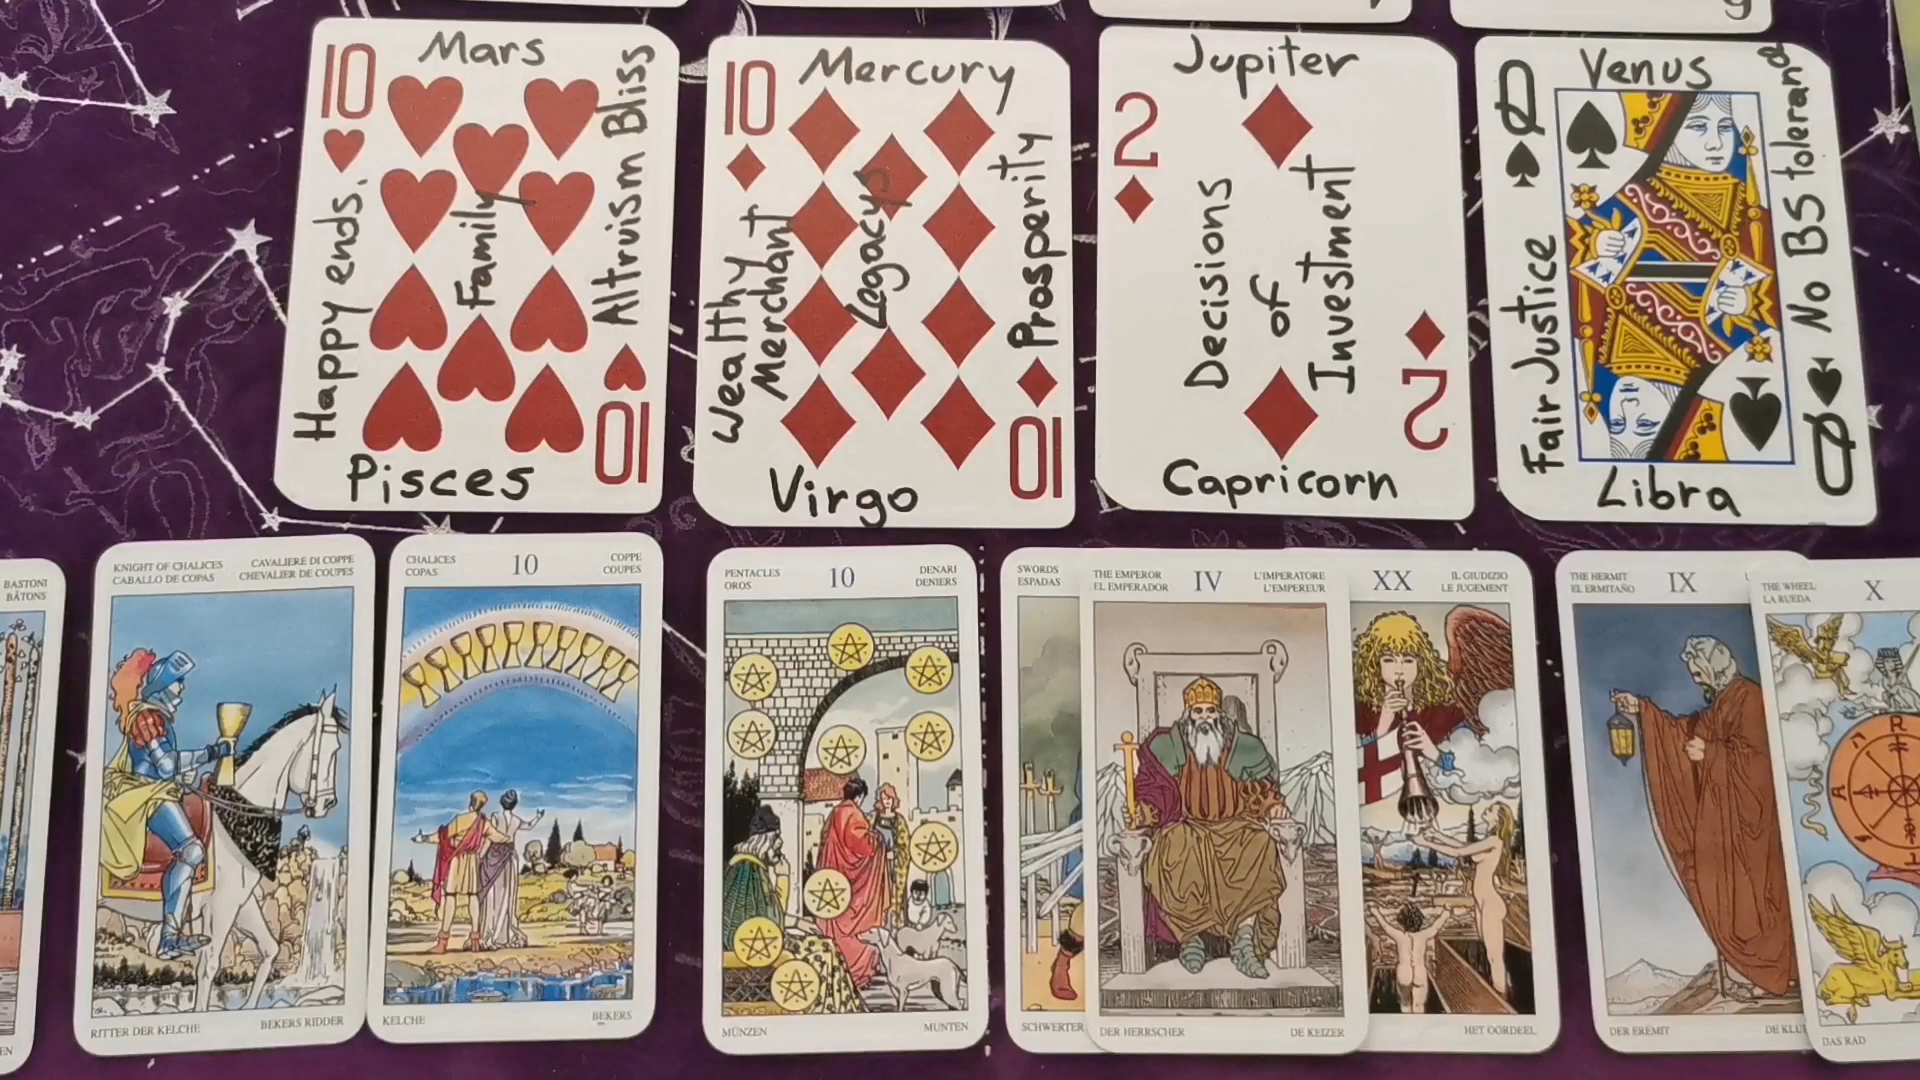 10
Mars
Happy ends.
Family
Altruism Bliss
Pisces
10
10
Mercury
Wealthy
Merchant
Legacy
Prosperity
Virgo
10
2
Jupiter
Decisions
of
Investment
Capricorn
2
Q
Venus
Fair Justice
No BS tolerand
Libra
Q
BASTONI
BÂTONS
KNIGHT OF CHALICES
CABALLO DE COPAS
CAVALIERE DI COPPE
CHEVALIER DE COUPES
RITTER DER KELCHE
BEKERS RIDDER
CHALICES
COPAS
10
COPPE
COUPES
KELCHE
BEKERS
PENTACLES
OROS
10
DENARI
DENIERS
MÜNZEN
MUNTEN
SWORDS
ESPADAS
SCHWERTER
THE EMPEROR
EL EMPERADOR
IV
L'IMPERATORE
L'EMPEREUR
DER HERRSCHER
DE KEIZER
XX
IL GIUDIZIO
LE JUGEMENT
HET OORDEEL
THE HERMIT
EL ERMITAÑO
IX
DER EREMIT
DE KLU
THE WHEEL
LA RUEDA
X
DAS RAD